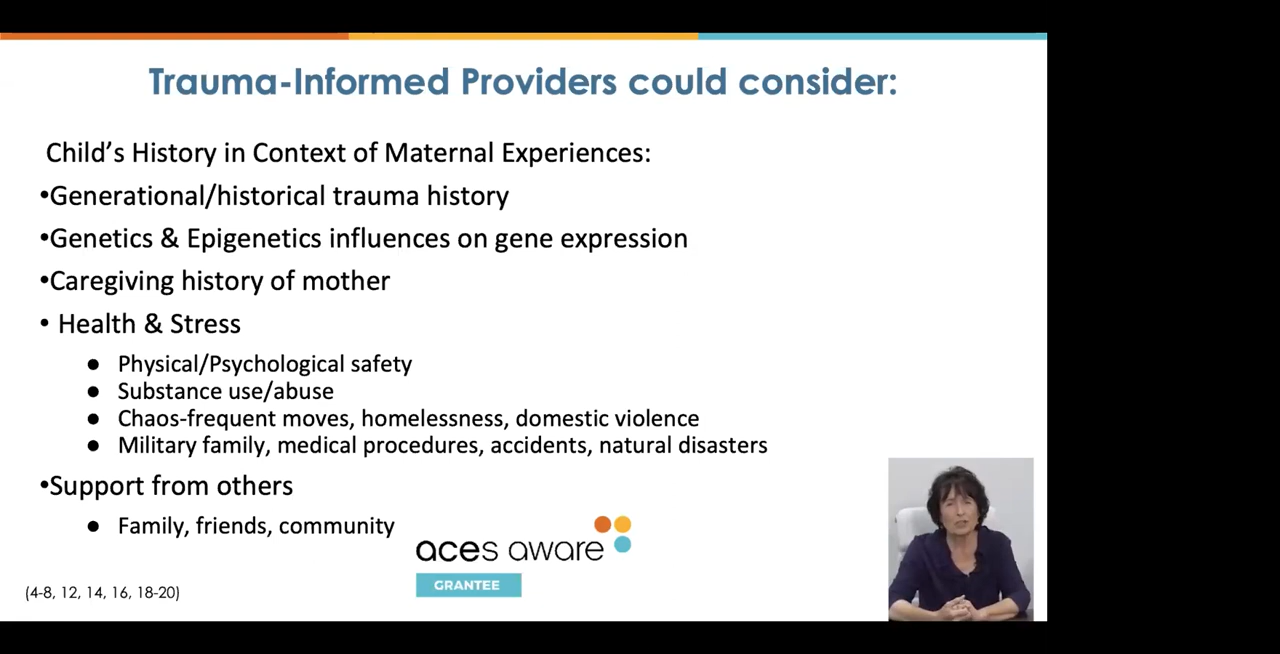 Trauma-Informed Providers could consider:
Child's History in Context of Maternal Experiences:
•Generational/historical trauma history
•Genetics & Epigenetics influences on gene expression
•Caregiving history of mother
• Health & Stress
● Physical/Psychological safety
● Substance use/abuse
● Chaos-frequent moves, homelessness, domestic violence
● Military family, medical procedures, accidents, natural disasters
•Support from others
● Family, friends, community
aces aware
GRANTEE
(4-8, 12, 14, 16, 18-20)